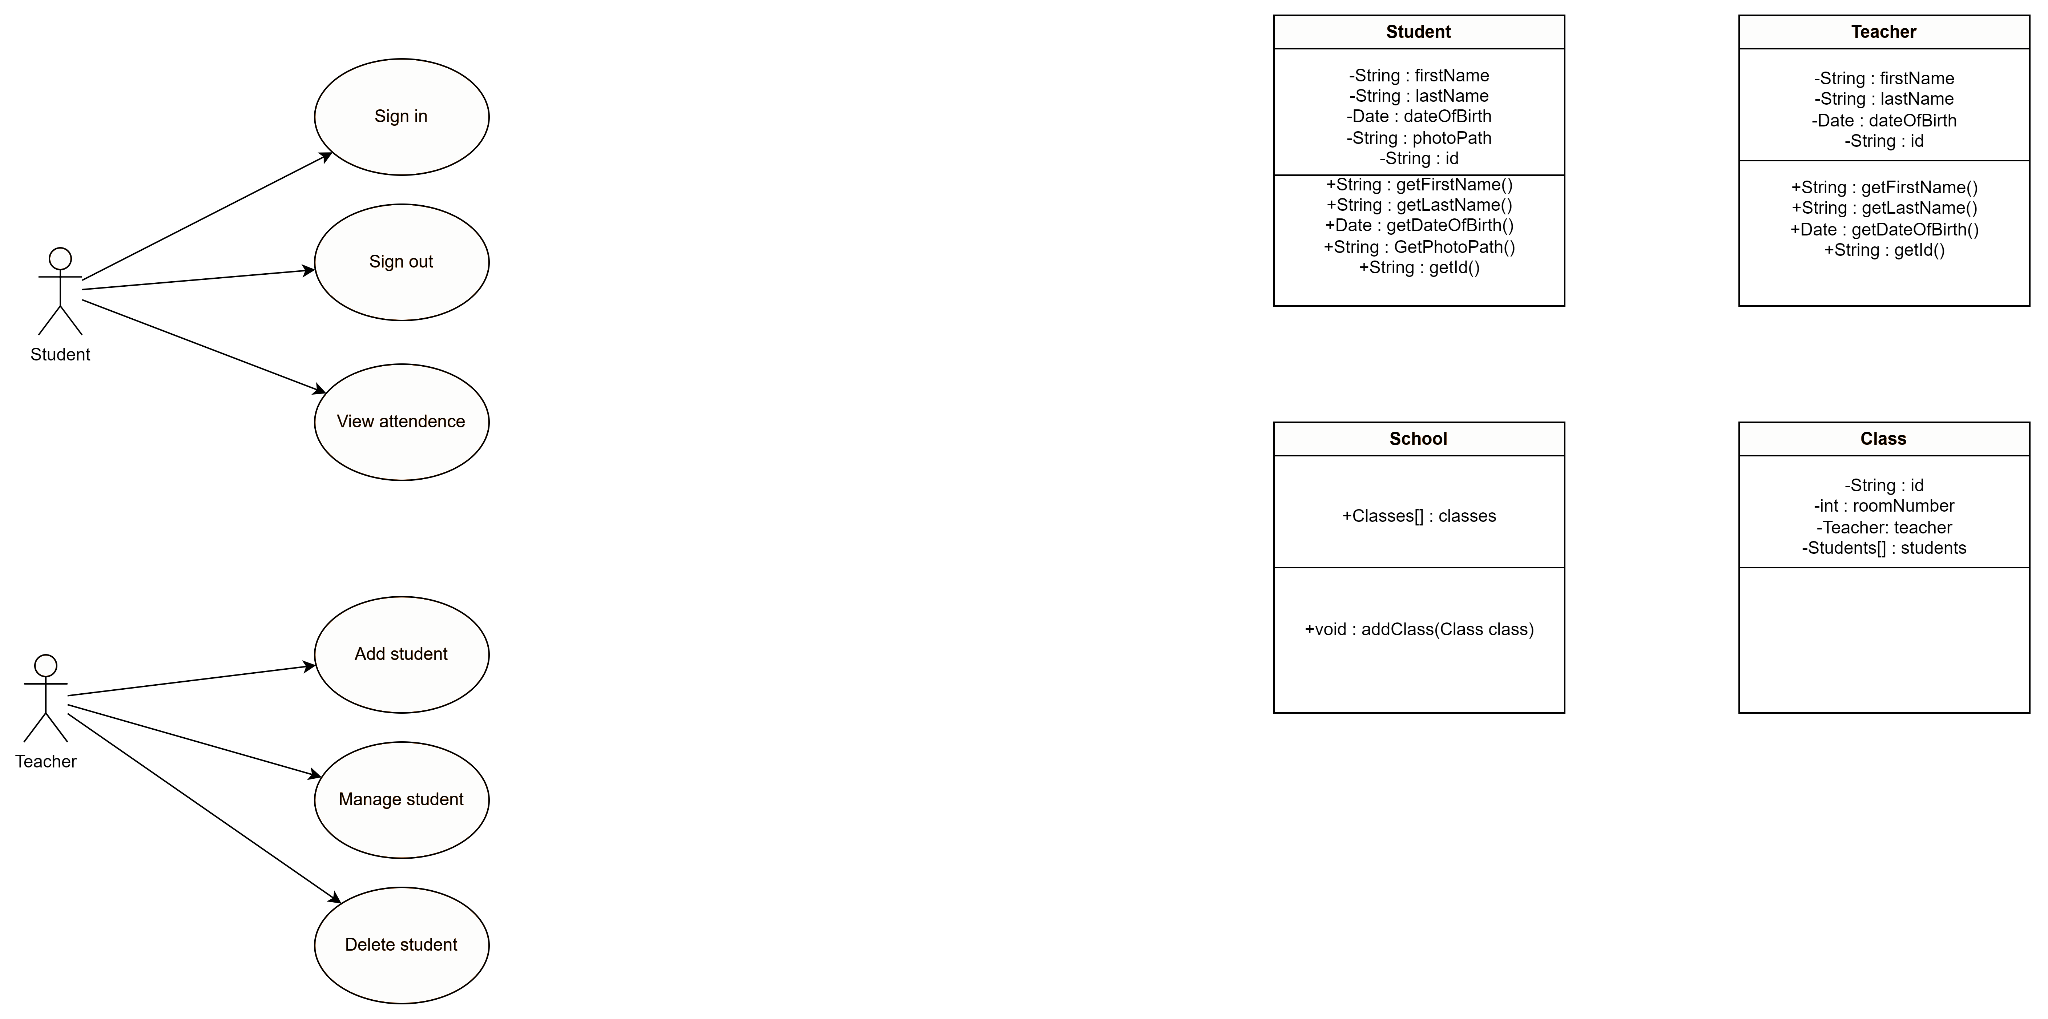 Sign in
Sign out
Student
View attendence
Add student
Teacher
Manage student
Delete student
Student
-String : firstName
-String : lastName
-Date : dateOfBirth
-String : photoPath
-String : id
+String : getFirstName()
+String : getLastName()
+Date : getDateOfBirth()
+String : GetPhotoPath()
+String : getId()
Teacher
-String : firstName
-String : lastName
-Date : dateOfBirth
-String : id
+String : getFirstName()
+String : getLastName()
+Date : getDateOfBirth()
+String : getId()
School
+Classes[] : classes
+void : addClass(Class class)
Class
-String : id
-int : roomNumber
-Teacher: teacher
-Students[] : students